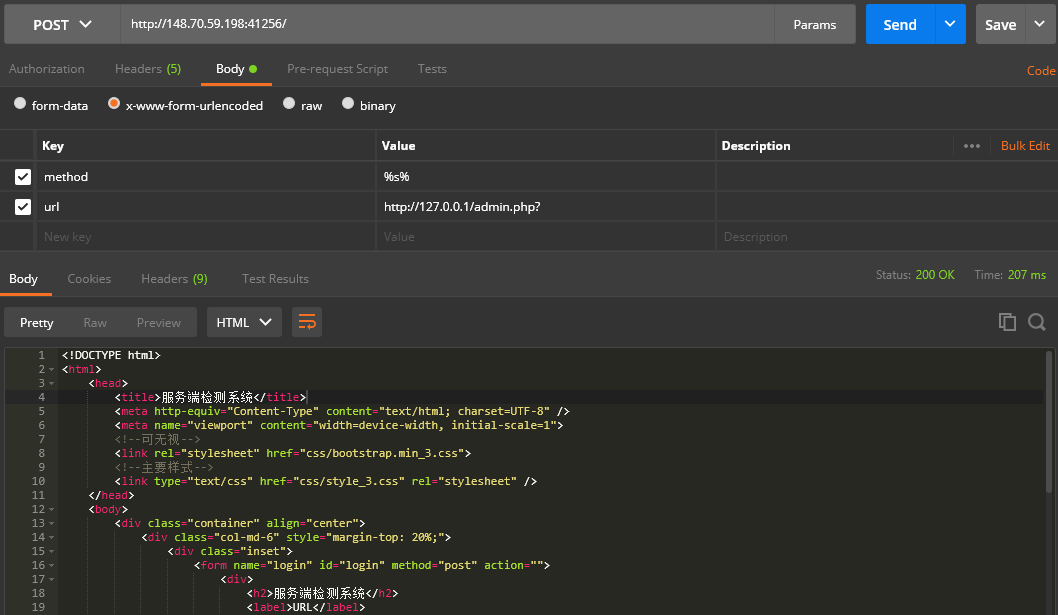 POST http://148.70.59.198:41256/ Params Send Save
Authorization Headers (5) Body Pre-request Script Tests Code
form-data x-www-form-urlencoded raw binary
Key Value Description ••• Bulk Edit
method %s%
url http://127.0.0.1/admin.php?
New key Value Description
Body Cookies Headers (9) Test Results Status: 200 OK Time: 207 ms
Pretty Raw Preview HTML
1 <!DOCTYPE html>
2 <html>
3 <head>
4 <title>服务端检测系统</title>
5 <meta http-equiv="Content-Type" content="text/html; charset=UTF-8" />
6 <meta name="viewport" content="width=device-width, initial-scale=1">
7 <!--可无视-->
8 <link rel="stylesheet" href="css/bootstrap.min_3.css">
9 <!--主要样式-->
10 <link type="text/css" href="css/style_3.css" rel="stylesheet" />
11 </head>
12 <body>
13 <div class="container" align="center">
14 <div class="col-md-6" style="margin-top: 20%;">
15 <div class="inset">
16 <form name="login" id="login" method="post" action="">
17 <div>
18 <h2>服务端检测系统</h2>
19 <label>URL</label>